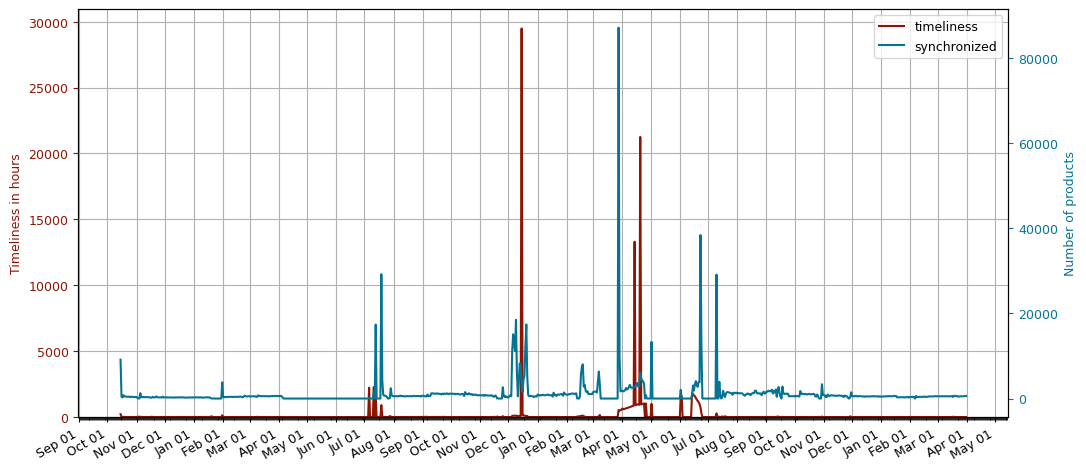 timeliness
synchronized
Timeliness in hours
30000
25000
20000
15000
10000
5000
0
Number of products
80000
60000
40000
20000
0
Sep 01
Oct 01
Nov 01
Dec 01
Jan 01
Feb 01
Mar 01
Apr 01
May 01
Jun 01
Jul 01
Aug 01
Sep 01
Oct 01
Nov 01
Dec 01
Jan 01
Feb 01
Mar 01
Apr 01
May 01
Jun 01
Jul 01
Aug 01
Sep 01
Oct 01
Nov 01
Dec 01
Jan 01
Feb 01
Mar 01
Apr 01
May 01